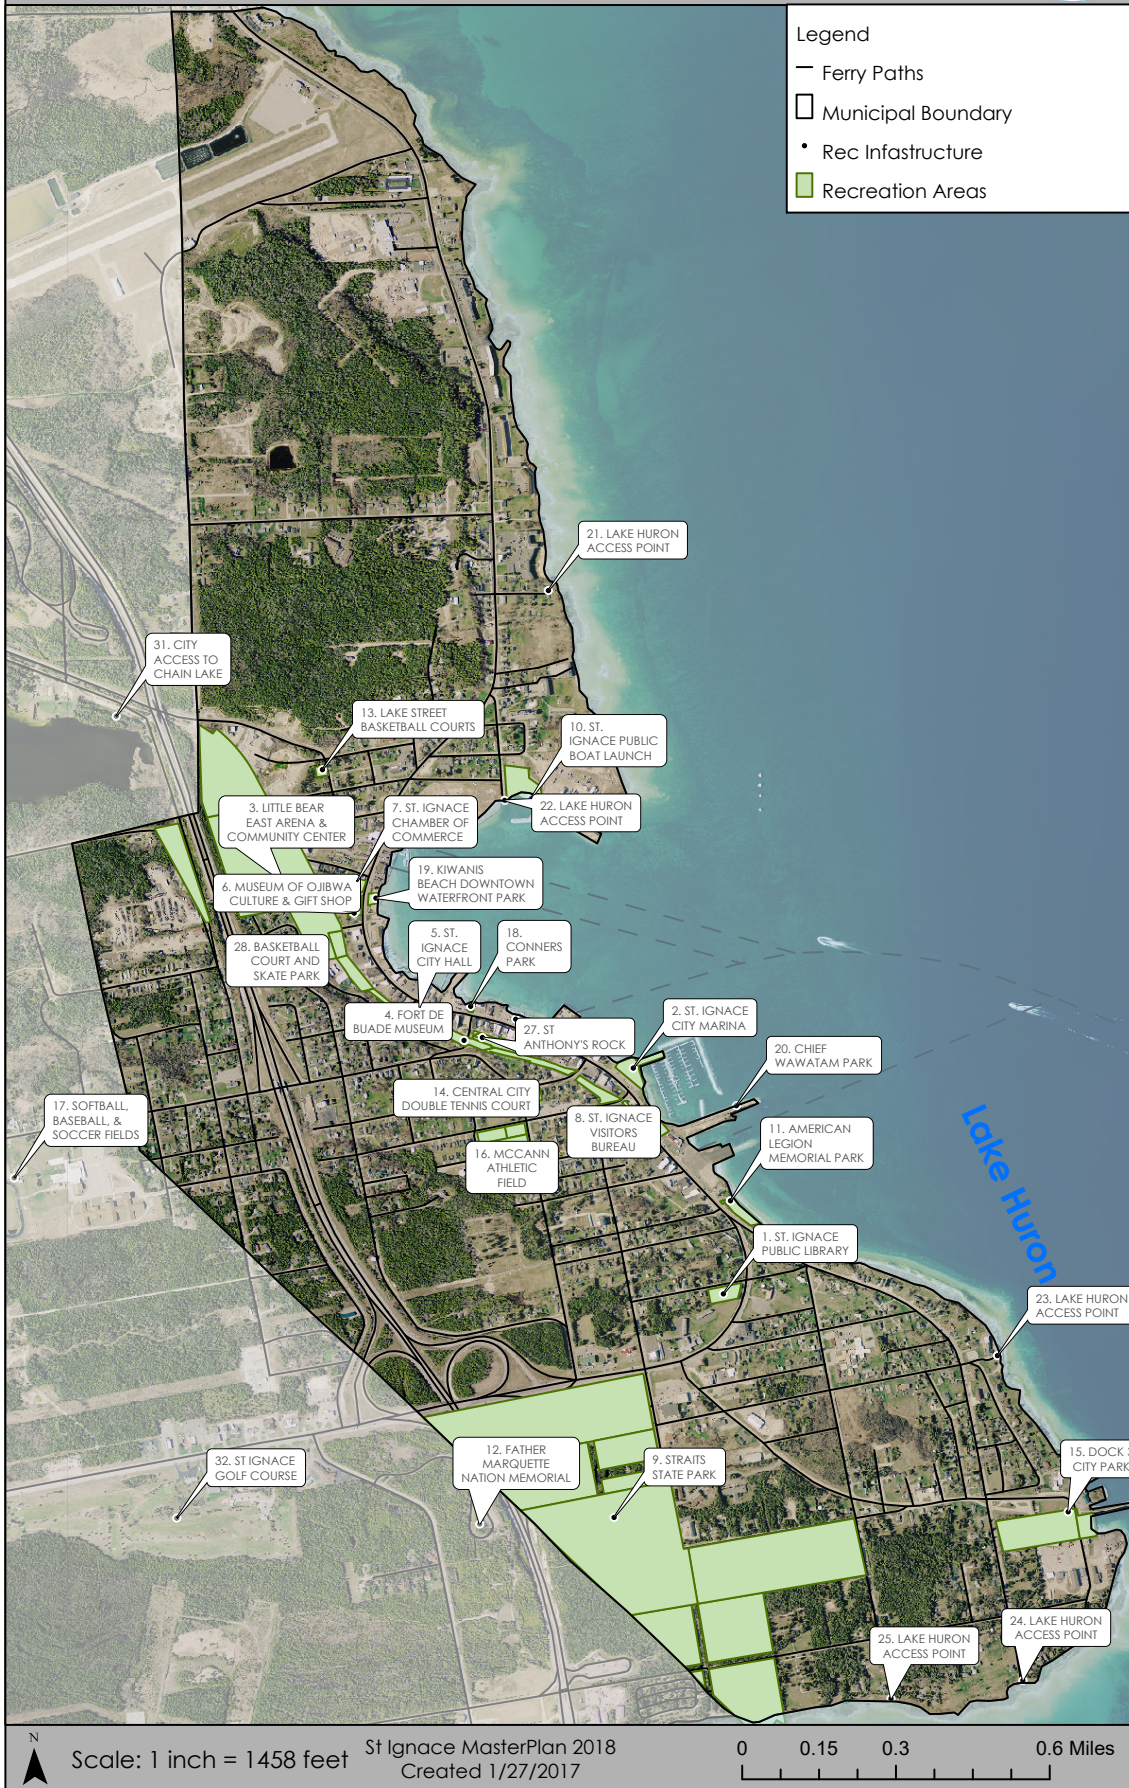 Legend
Ferry Paths
Municipal Boundary
Rec Infastructure
Recreation Areas
21. LAKE HURON
ACCESS POINT
31. CITY
ACCESS TO
CHAIN LAKE
13. LAKE STREET
BASKETBALL COURTS
10. ST.
IGNACE PUBLIC
BOAT LAUNCH
3. LITTLE BEAR
EAST ARENA &
COMMUNITY CENTER
7. ST. IGNACE
CHAMBER OF
COMMERCE
22. LAKE HURON
ACCESS POINT
6. MUSEUM OF OJIBWA
CULTURE & GIFT SHOP
19. KIWANIS
BEACH DOWNTOWN
WATERFRONT PARK
28. BASKETBALL
COURT AND
SKATE PARK
5. ST.
IGNACE
CITY HALL
18.
CONNERS
PARK
4. FORT DE
BUADE MUSEUM
27. ST
ANTHONY'S ROCK
2. ST. IGNACE
CITY MARINA
20. CHIEF
WAWATAM PARK
14. CENTRAL CITY
DOUBLE TENNIS COURT
8. ST. IGNACE
VISITORS
BUREAU
17. SOFTBALL,
BASEBALL, &
SOCCER FIELDS
16. MCCANN
ATHLETIC
FIELD
11. AMERICAN
LEGION
MEMORIAL PARK
Lake Huron
1. ST. IGNACE
PUBLIC LIBRARY
23. LAKE HURON
ACCESS POINT
12. FATHER
MARQUETTE
NATION MEMORIAL
9. STRAITS
STATE PARK
32. ST IGNACE
GOLF COURSE
15. DOCK
CITY PARK
24. LAKE HURON
ACCESS POINT
25. LAKE HURON
ACCESS POINT
N
Scale: 1 inch = 1458 feet
St Ignace MasterPlan 2018
Created 1/27/2017
0 0.15 0.3 0.6 Miles